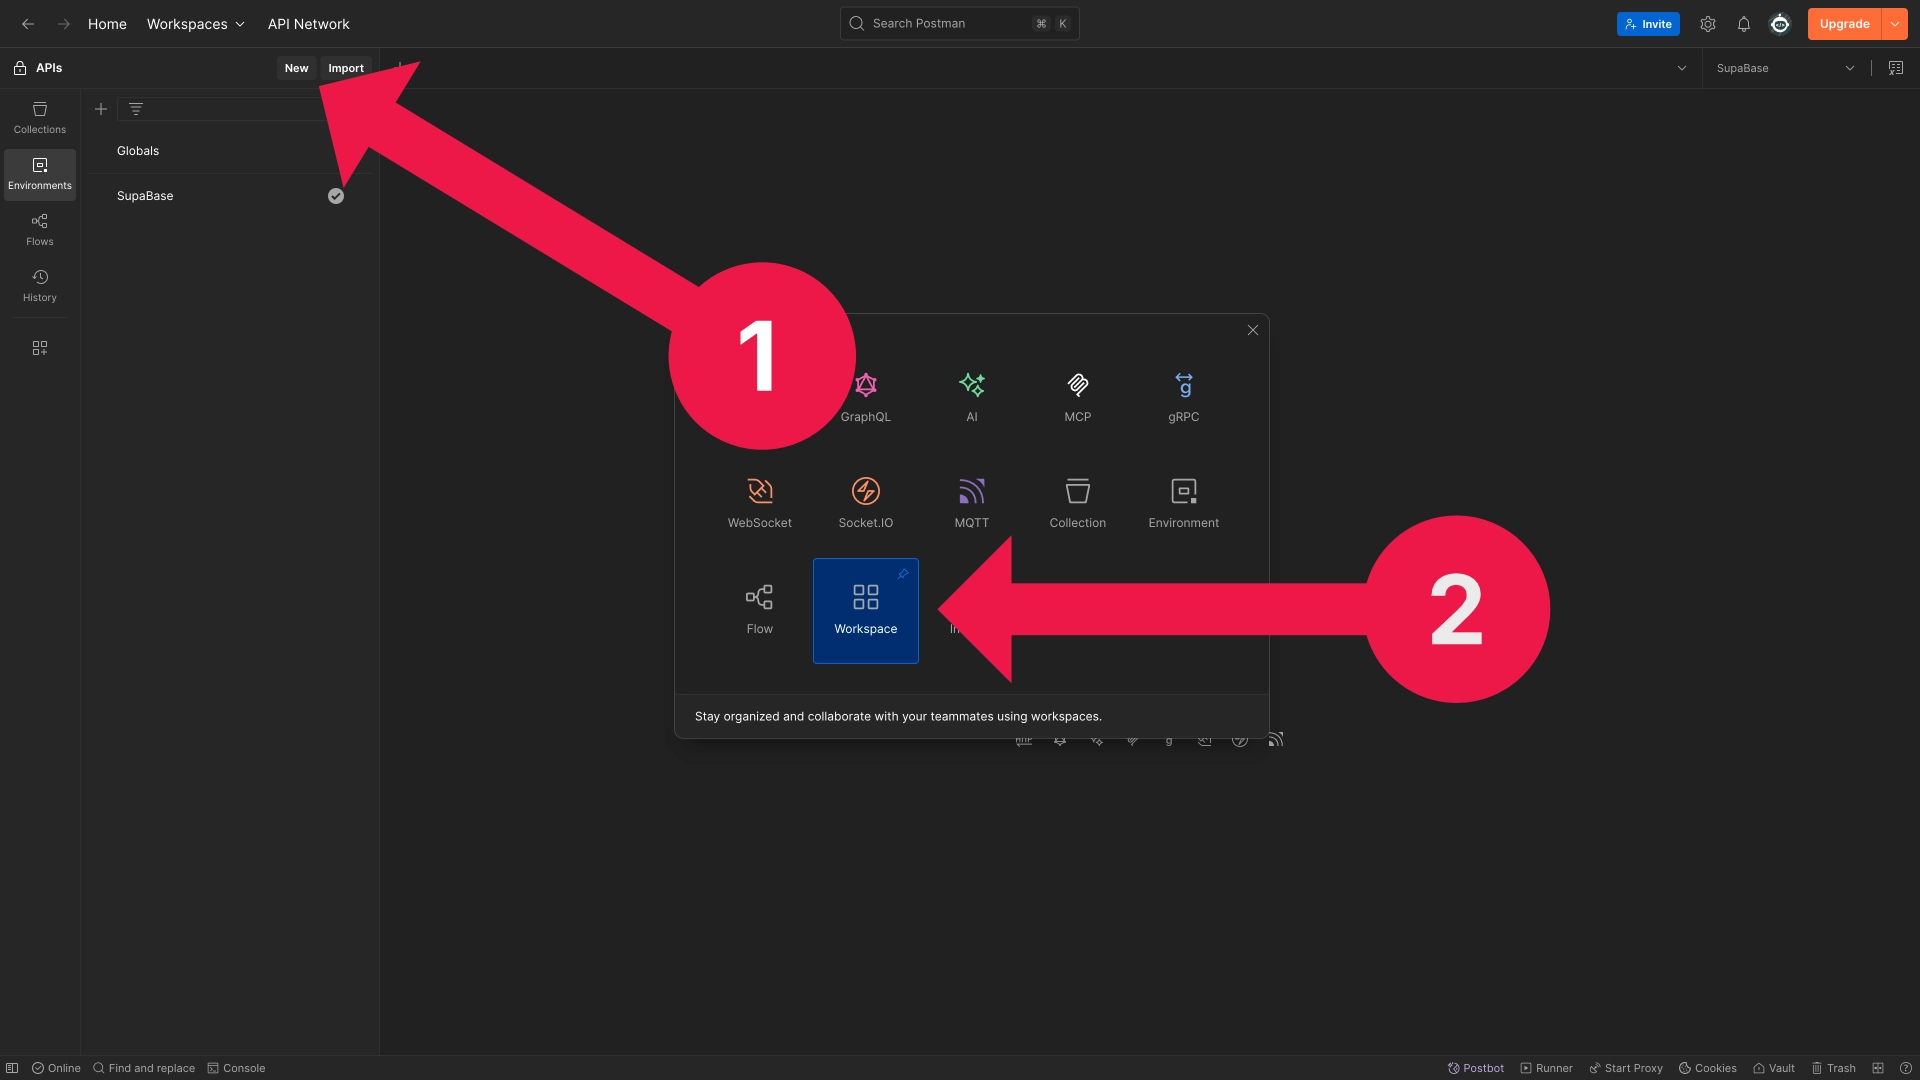 Home Workspaces API Network Search Postman ⌘ K Invite Upgrade
APIs New Import SupaBase
Collections
Globals
Environments
SupaBase
Flows
History
1
GraphQL AI MCP gRPC
WebSocket Socket.IO MQTT Collection Environment
2
Flow Workspace In
Stay organized and collaborate with your teammates using workspaces.
Online Find and replace Console Postbot Runner Start Proxy Cookies Vault Trash